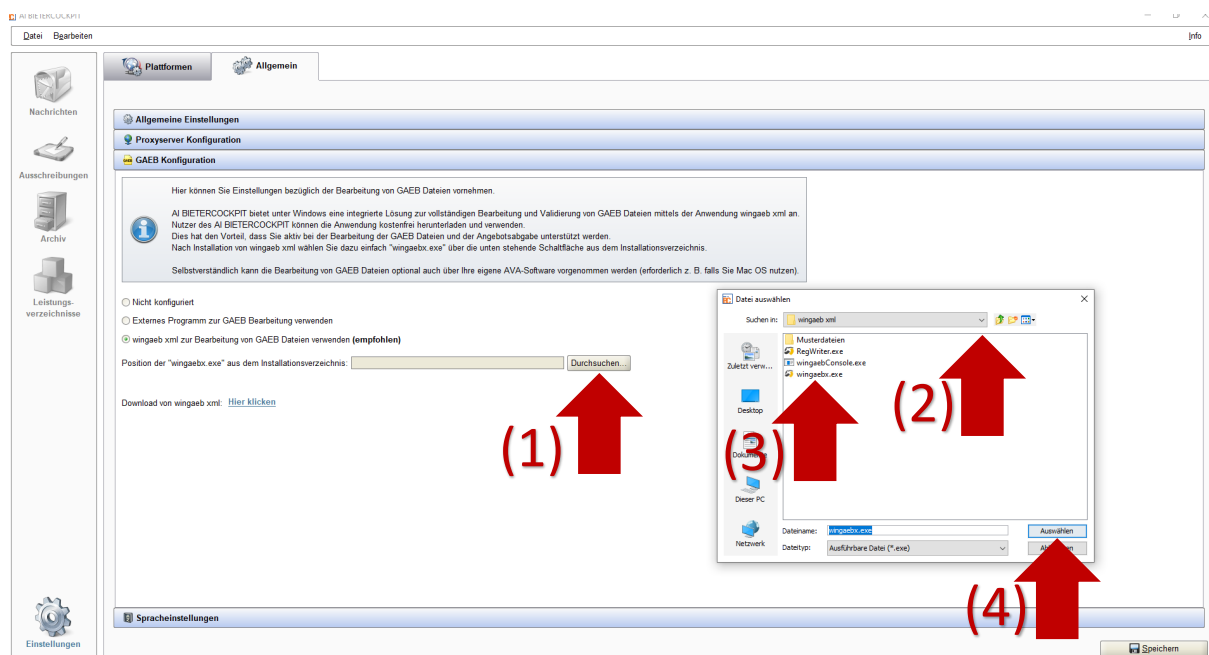 AI BIETERCOCKPIT
Datei Bearbeiten
Info
Plattformen
Allgemein
Nachrichten
Ausschreibungen
Archiv
Leistungs-
verzeichnisse
Einstellungen
Allgemeine Einstellungen
Proxyserver Konfiguration
GAEB Konfiguration
Hier können Sie Einstellungen bezüglich der Bearbeitung von GAEB Dateien vornehmen.
AI BIETERCOCKPIT bietet unter Windows eine integrierte Lösung zur vollständigen Bearbeitung und Validierung von GAEB Dateien mittels der Anwendung wingaeb xml an.
Nutzer des AI BIETERCOCKPIT können die Anwendung kostenfrei herunterladen und verwenden.
Dies hat den Vorteil, dass Sie aktiv bei der Bearbeitung der GAEB Dateien und der Angebotsabgabe unterstützt werden.
Nach Installation von wingaeb xml wählen Sie dazu einfach "wingaebx.exe" über die unten stehende Schaltfläche aus dem Installationsverzeichnis.
Selbstverständlich kann die Bearbeitung von GAEB Dateien optional auch über Ihre eigene AVA-Software vorgenommen werden (erforderlich z. B. falls Sie Mac OS nutzen).
Nicht konfiguriert
Externes Programm zur GAEB Bearbeitung verwenden
wingaeb xml zur Bearbeitung von GAEB Dateien verwenden (empfohlen)
Position der "wingaebx.exe" aus dem Installationsverzeichnis:
Durchsuchen...
Download von wingaeb xml: Hier klicken
(1)
Datei auswählen
Suchen in: wingaeb xml
Zuletzt verw...
Desktop
Dieser PC
Netzwerk
Musterdateien
RegWriter.exe
wingaebConsole.exe
wingaebx.exe
(2)
(3)
Dateiname: wingaebx.exe
Auswählen
Dateityp: Ausführbare Datei (*.exe)
(4)
Spracheinstellungen
Speichern